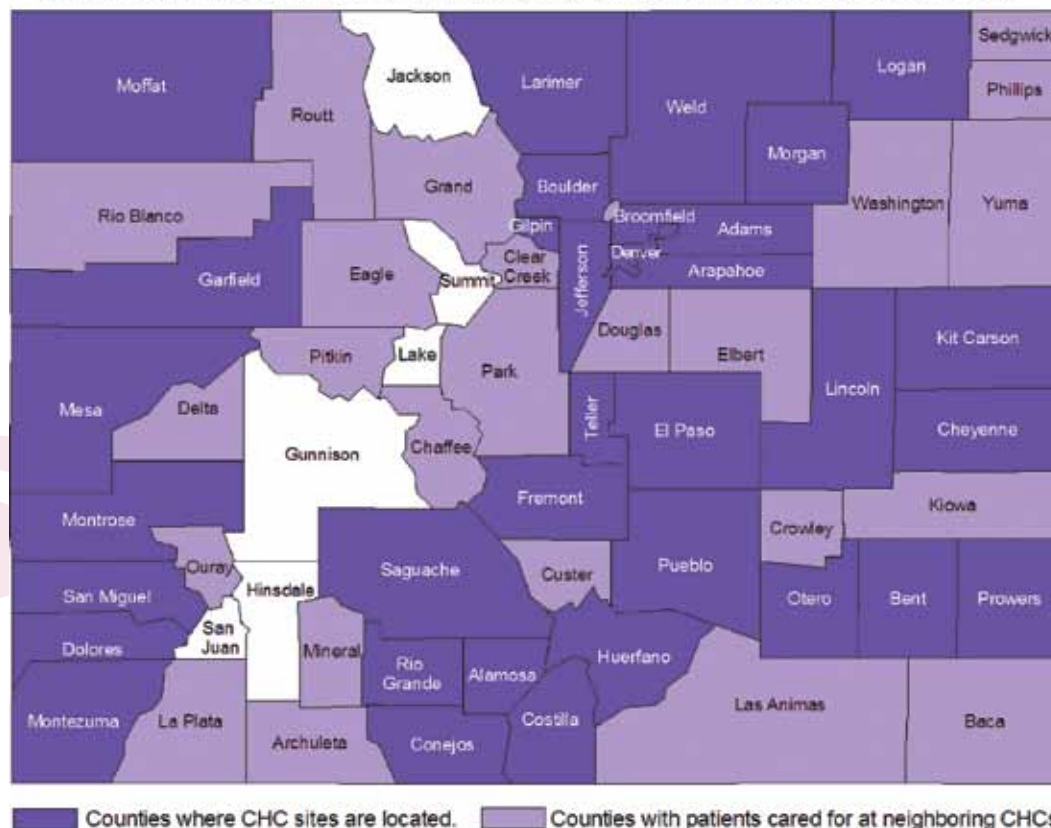 Jackson
Moffat
Larimer
Logan
Sedgwick
Phillips
Weld
Routt
Morgan
Grand
Boulder
Rio Blanco
Washington
Yuma
Gilpin
Broomfield
Adams
Garfield
Eagle
Summit
Clear
Creek
Denver
Arapahoe
Jefferson
Douglas
Elbert
Kit Carson
Pitkin
Lake
Park
Lincoln
Mesa
Delta
Teller
El Paso
Cheyenne
Gunnison
Chaffee
Fremont
Kiowa
Montrose
Crowley
Ouray
Saguache
Custer
Pueblo
Hinsdale
San Miguel
Otero
Bent
Prowers
San
Juan
Dolores
Mineral
Rio
Grande
Alamosa
Huerfano
Montezuma
La Plata
Archuleta
Conejos
Costilla
Las Animas
Baca
Counties where CHC sites are located.
Counties with patients cared for at neighboring CHCs